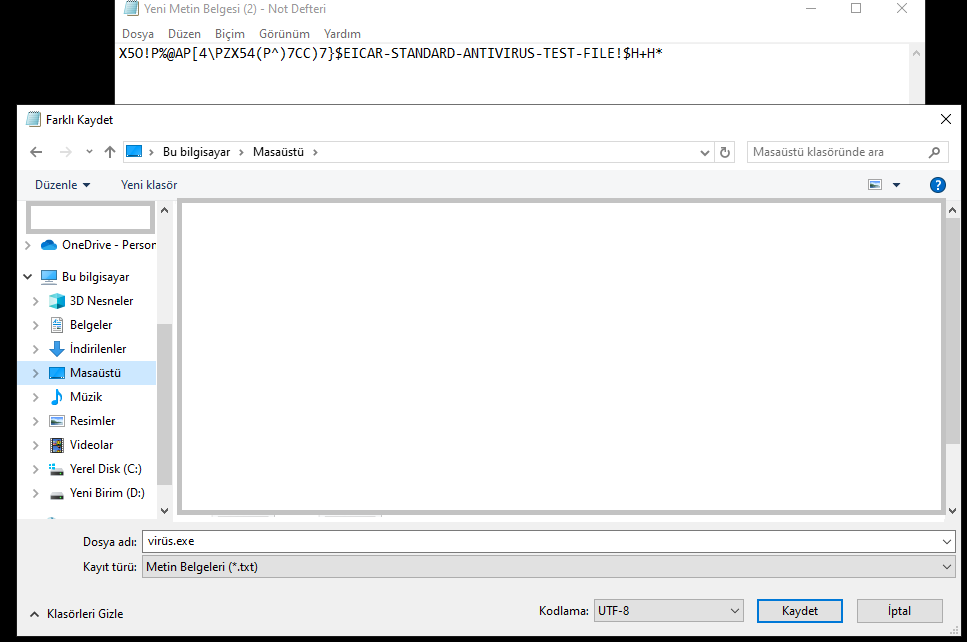 Yeni Metin Belgesi (2) - Not Defteri
Dosya Düzen Biçim Görünüm Yardım
X5O!P%@AP[4\PZX54(P^)7CC)7}$EICAR-STANDARD-ANTIVIRUS-TEST-FILE!$H+H*
Farklı Kaydet
Bu bilgisayar > Masaüstü >
Masaüstü klasöründe ara
Düzenle
Yeni klasör
OneDrive - Person
Bu bilgisayar
3D Nesneler
Belgeler
İndirilenler
Masaüstü
Müzik
Resimler
Videolar
Yerel Disk (C:)
Yeni Birim (D:)
Dosya adı: virüs.exe
Kayıt türü: Metin Belgeleri (*.txt)
Klasörleri Gizle
Kodlama: UTF-8
Kaydet
İptal